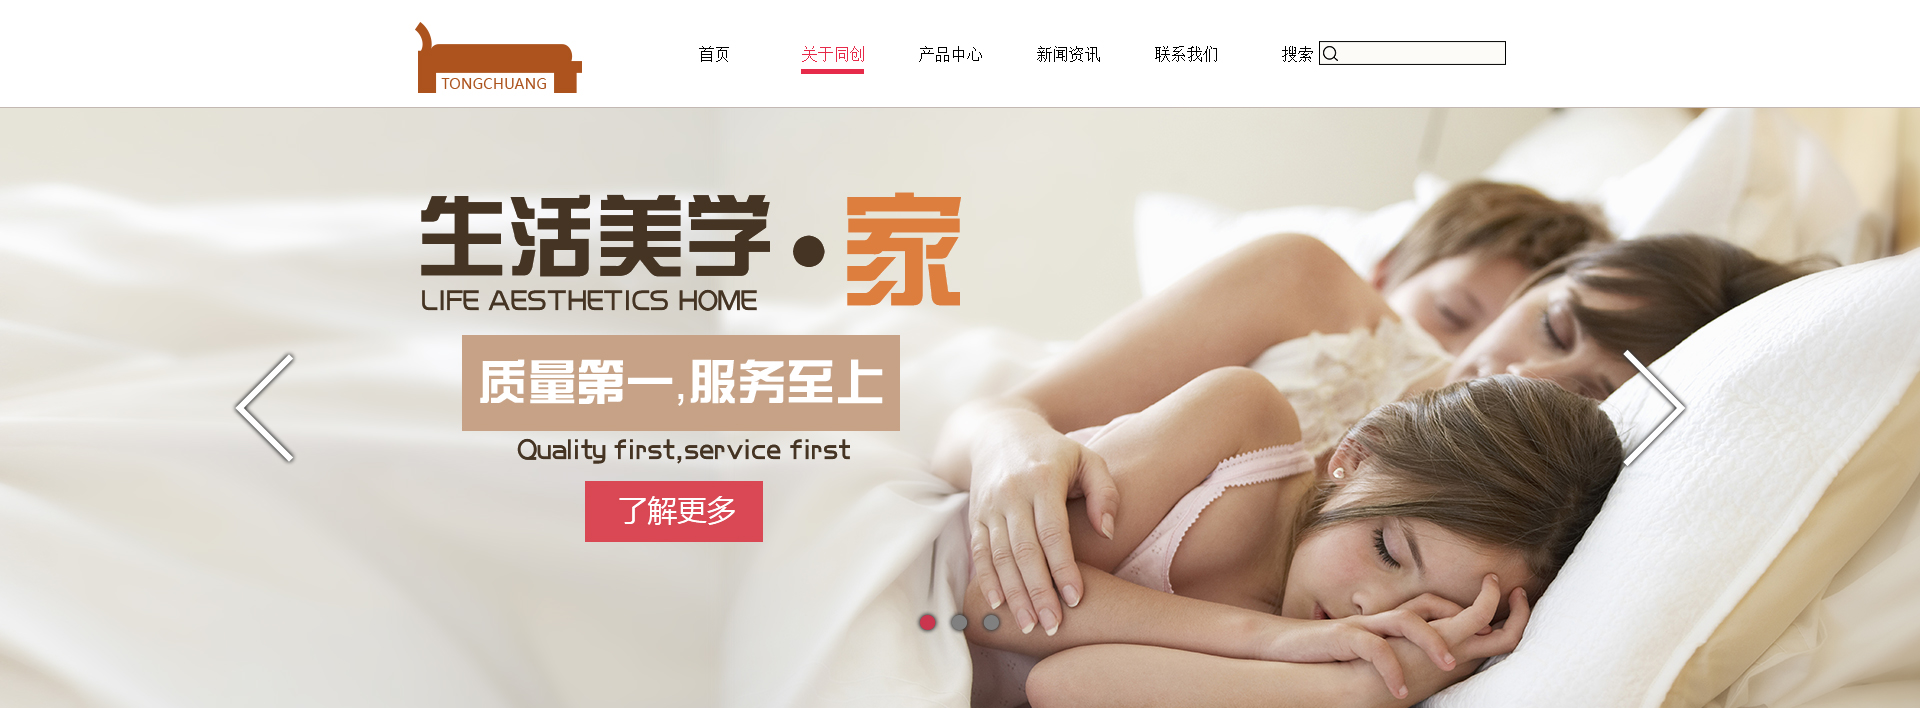 TONGCHUANG
首页 关于同创 产品中心 新闻资讯 联系我们 搜索
生活美学·家
LIFE AESTHETICS HOME
质量第一,服务至上
Quality first,service first
了解更多